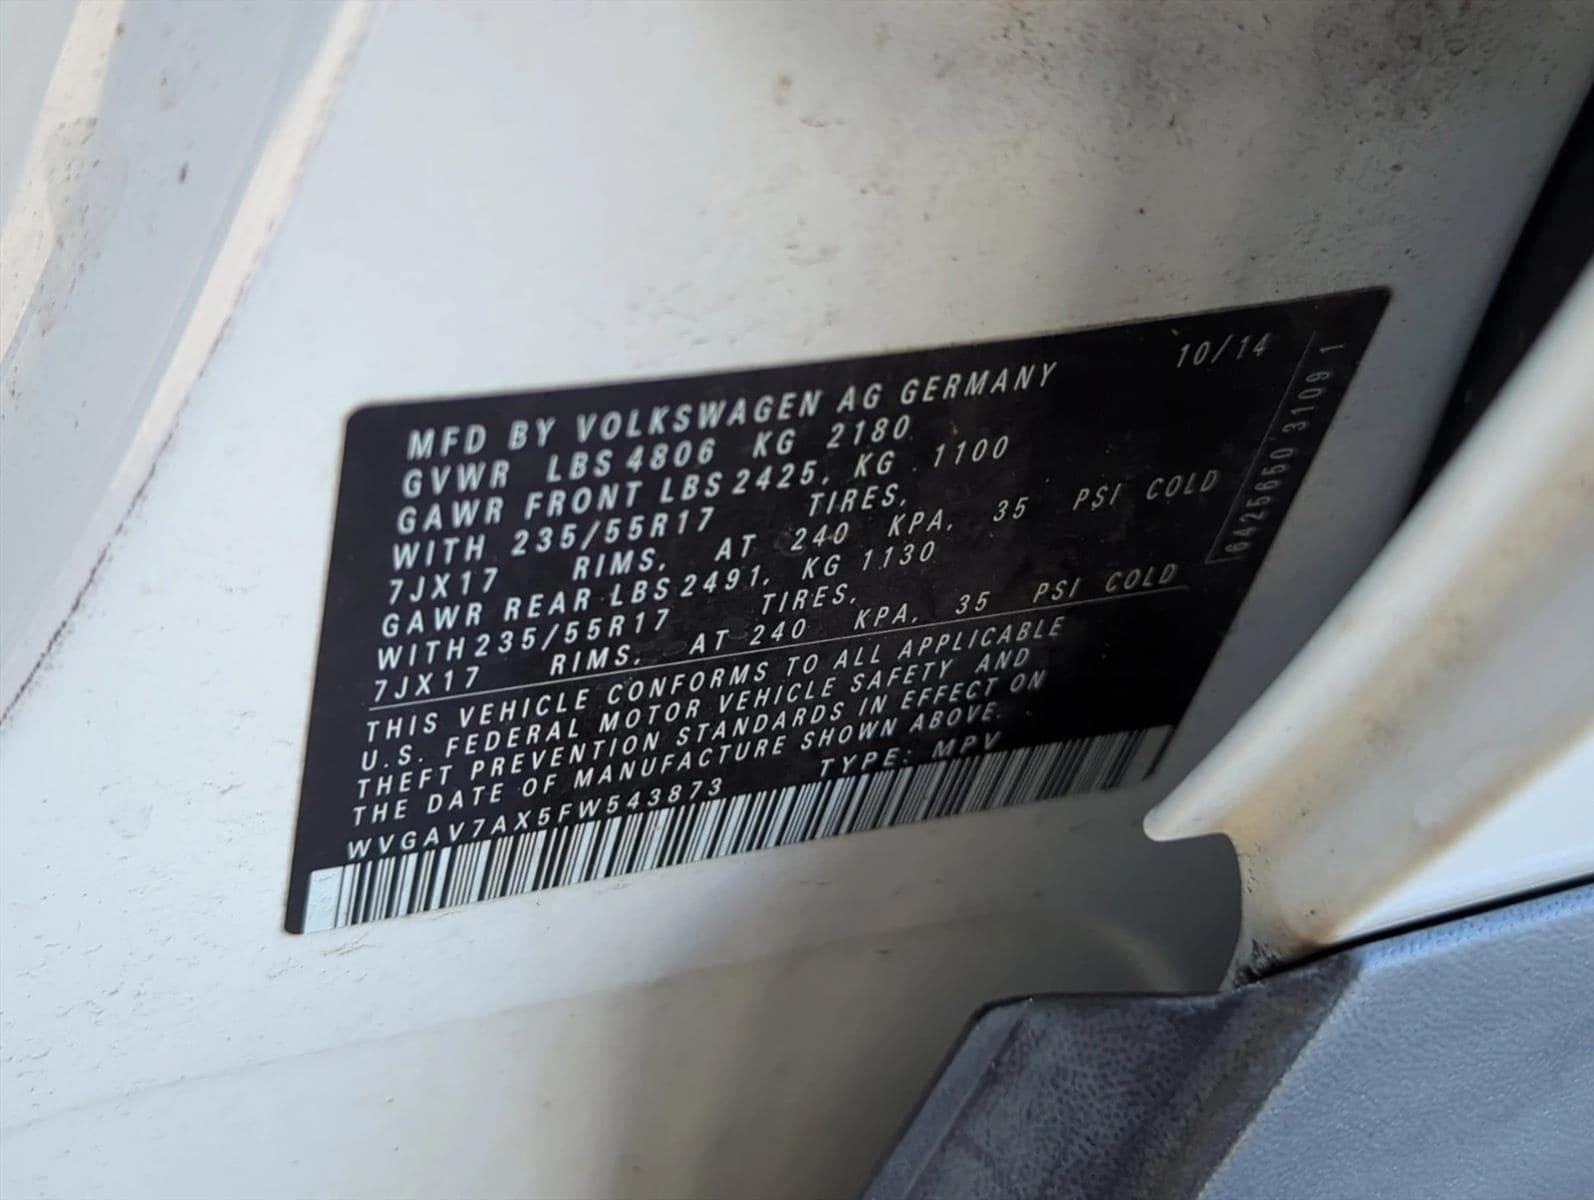 MFD BY VOLKSWAGEN AG GERMANY 10/14
GVWR LBS 4806 KG 2180
GAWR FRONT LBS 2425, KG 1100
WITH 235/55R17 TIRES,
7JX17 RIMS, AT 240 KPA, 35 PSI COLD
GAWR REAR LBS 2491, KG 1130
WITH 235/55R17 TIRES,
7JX17 RIMS, AT 240 KPA, 35 PSI COLD
THIS VEHICLE CONFORMS TO ALL APPLICABLE
U.S. FEDERAL MOTOR VEHICLE SAFETY AND
THEFT PREVENTION STANDARDS IN EFFECT ON
THE DATE OF MANUFACTURE SHOWN ABOVE.
WVGAV7AX5FW543873 TYPE: MPV